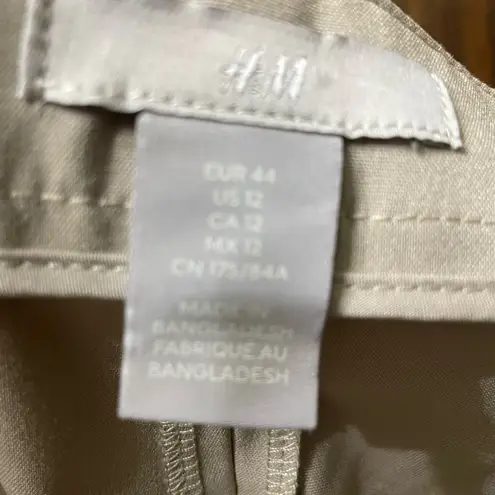 H&M
EUR 44
US 12
CA 12
MX 12
CN 175/84A
MADE IN
BANGLADESH
FABRIQUE AU
BANGLADESH